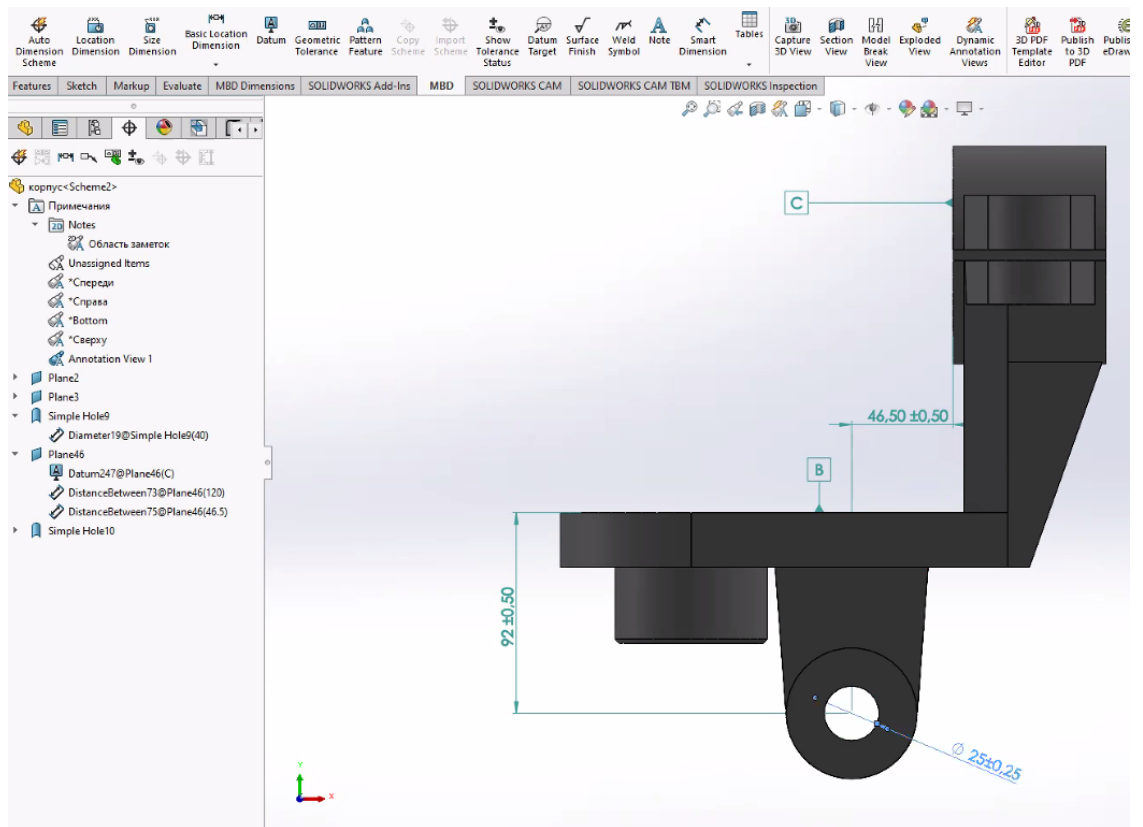 Auto Dimension Scheme
Location Dimension
Size Dimension
Basic Location Dimension
Datum
Geometric Tolerance
Pattern Feature
Copy Scheme
Import Scheme
Show Tolerance Status
Datum Target
Surface Finish
Weld Symbol
Note
Smart Dimension
Tables
Capture 3D View
Section View
Model Break View
Exploded View
Dynamic Annotation Views
3D PDF Template Editor
Publish to 3D PDF
Features Sketch Markup Evaluate MBD Dimensions SOLIDWORKS Add-Ins MBD SOLIDWORKS CAM SOLIDWORKS CAM TBM SOLIDWORKS Inspection
корпус<Scheme2>
Примечания
Notes
Область заметок
Unassigned Items
*Спереди
*Справа
*Bottom
*Сверху
Annotation View 1
Plane2
Plane3
Simple Hole9
Diameter19@Simple Hole9(40)
Plane46
Datum247@Plane46(C)
DistanceBetween73@Plane46(120)
DistanceBetween75@Plane46(46.5)
Simple Hole10
C
46,50 ±0,50
B
92 ±0,50
∅ 25±0,25
Y
X